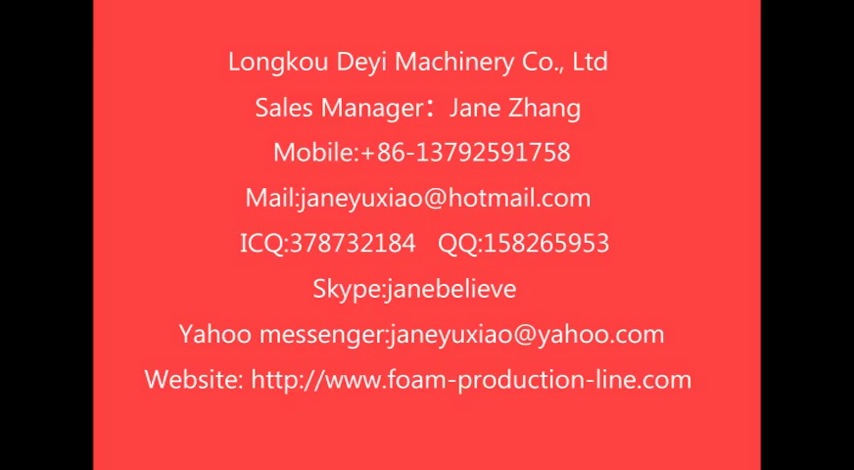 Longkou Deyi Machinery Co., Ltd
Sales Manager：Jane Zhang
Mobile:+86-13792591758
Mail:janeyuxiao@hotmail.com
ICQ:378732184 QQ:158265953
Skype:janebelieve
Yahoo messenger:janeyuxiao@yahoo.com
Website: http://www.foam-production-line.com